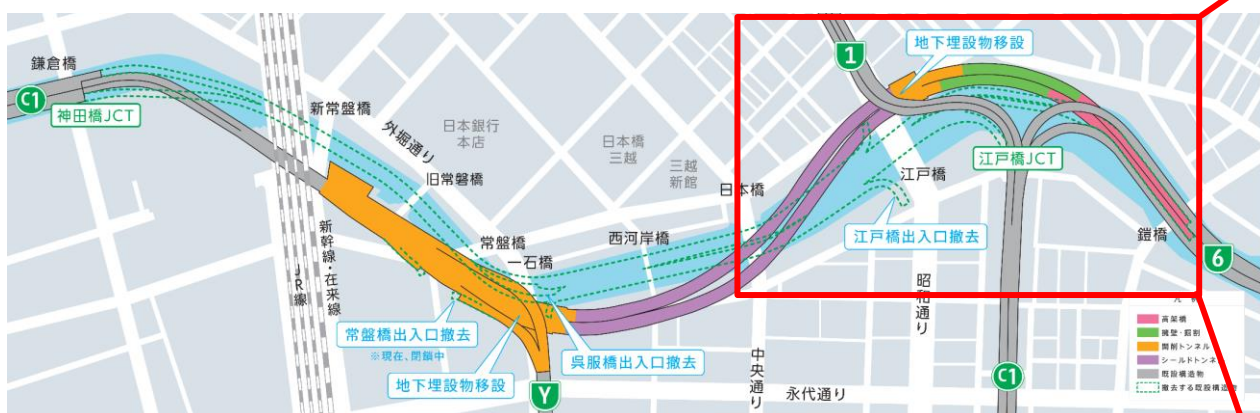 鎌倉橋
C1
神田橋JCT
新常盤橋
外堀通り
日本銀行
本店
旧常磐橋
日本橋
三越
三越
新館
日本橋
常盤橋
一石橋
西河岸橋
新幹線・在来線
JR線
常盤橋出入口撤去
※現在、閉鎖中
地下埋設物移設
呉服橋出入口撤去
Y
中央通り
永代通り
1
地下埋設物移設
江戸橋
江戸橋JCT
江戸橋出入口撤去
昭和通り
鎧橋
6
C1
高架橋
擁壁・掘割
開削トンネル
シールドトンネ
既設構造物
撤去する既設構造